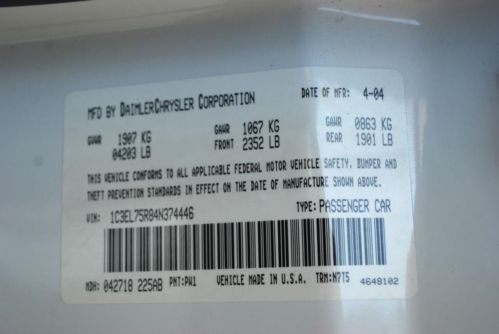 MFD BY DAIMLERCHRYSLER CORPORATION DATE OF MFR: 4-04
GVWR 1907 KG GAWR 1067 KG GAWR 0863 KG
04203 LB FRONT 2352 LB REAR 1901 LB
THIS VEHICLE CONFORMS TO ALL APPLICABLE FEDERAL MOTOR VEHICLE SAFETY, BUMPER AND
THEFT PREVENTION STANDARDS IN EFFECT ON THE DATE OF MANUFACTURE SHOWN ABOVE.
VIN: 1C3EL75R84N374446 TYPE: PASSENGER CAR
MDH: 042718 225AB PNT:PW1 VEHICLE MADE IN U.S.A. TRM:N7T5 4648102